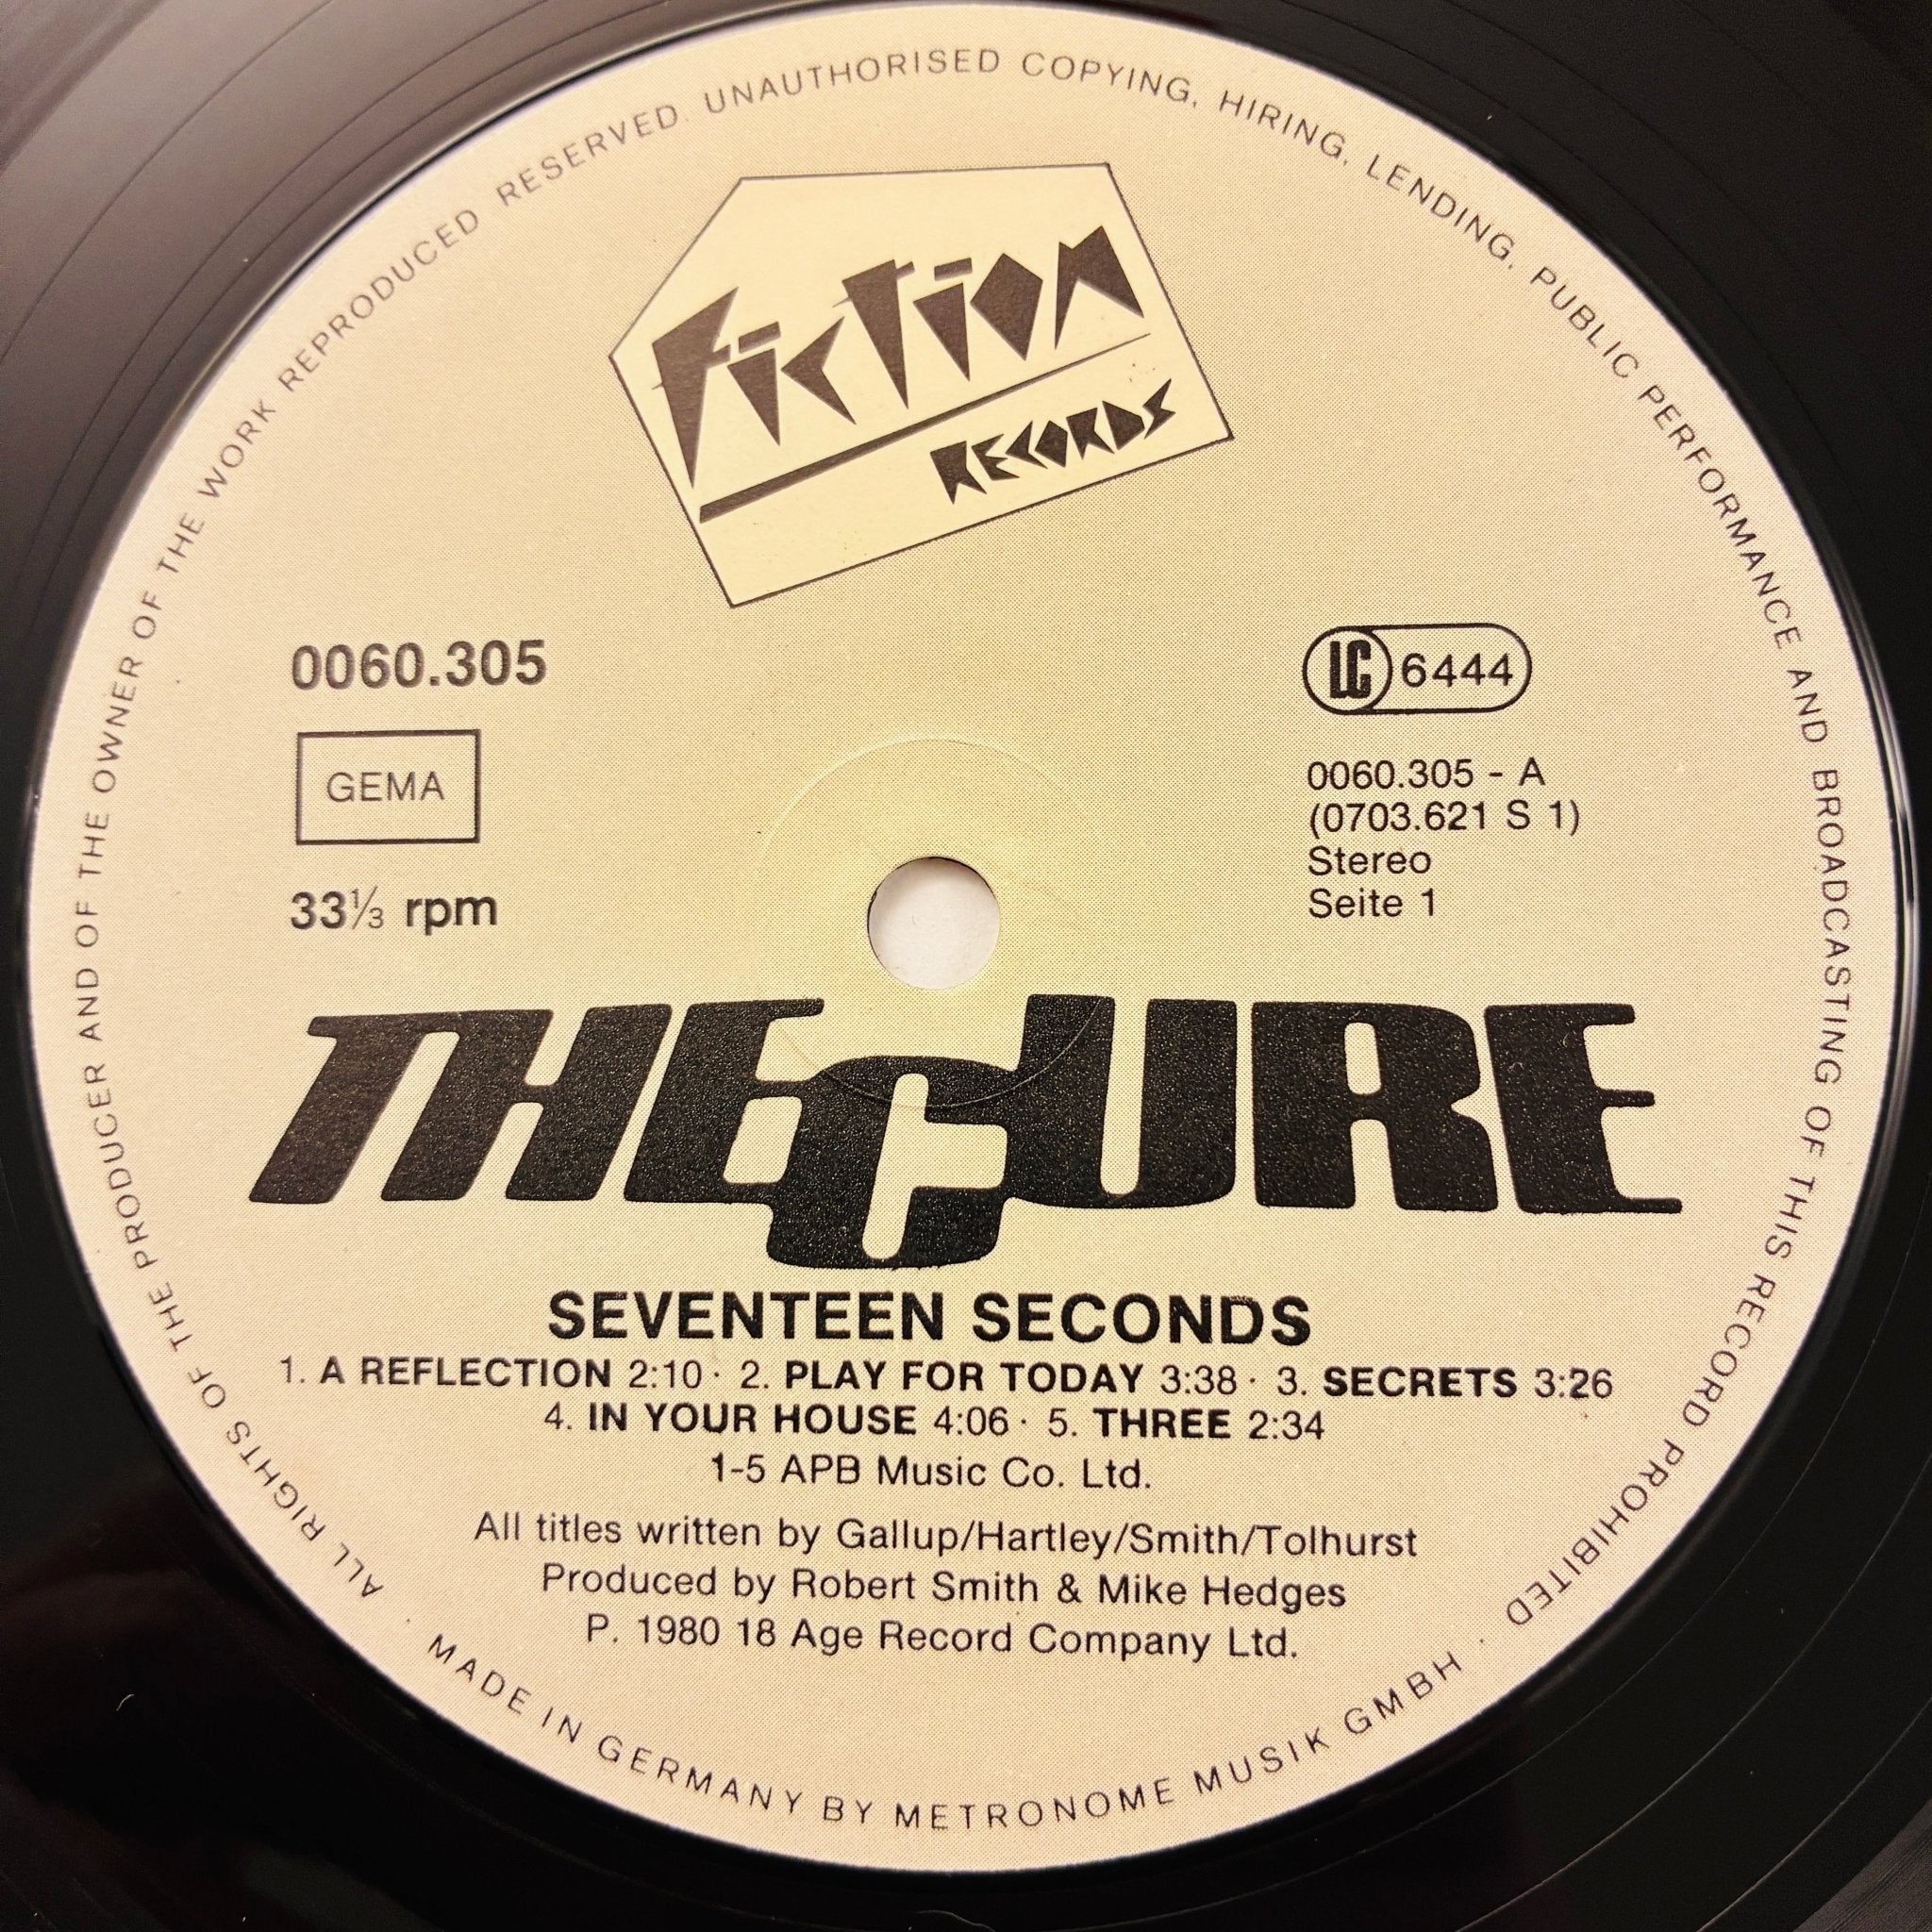 ALL RIGHTS OF THE PRODUCER AND OF THE OWNER OF THE WORK REPRODUCED RESERVED. UNAUTHORISED COPYING, HIRING, LENDING, PUBLIC PERFORMANCE AND BROADCASTING OF THIS RECORD PROHIBITED ·
Fiction
RECORDS
0060.305
GEMA
33⅓ rpm
LC 6444
0060.305 - A
(0703.621 S 1)
Stereo
Seite 1
THE CURE
SEVENTEEN SECONDS
1. A REFLECTION 2:10 · 2. PLAY FOR TODAY 3:38 · 3. SECRETS 3:26
4. IN YOUR HOUSE 4:06 · 5. THREE 2:34
1-5 APB Music Co. Ltd.
All titles written by Gallup/Hartley/Smith/Tolhurst
Produced by Robert Smith & Mike Hedges
P. 1980 18 Age Record Company Ltd.
MADE IN GERMANY BY METRONOME MUSIK GMBH ·